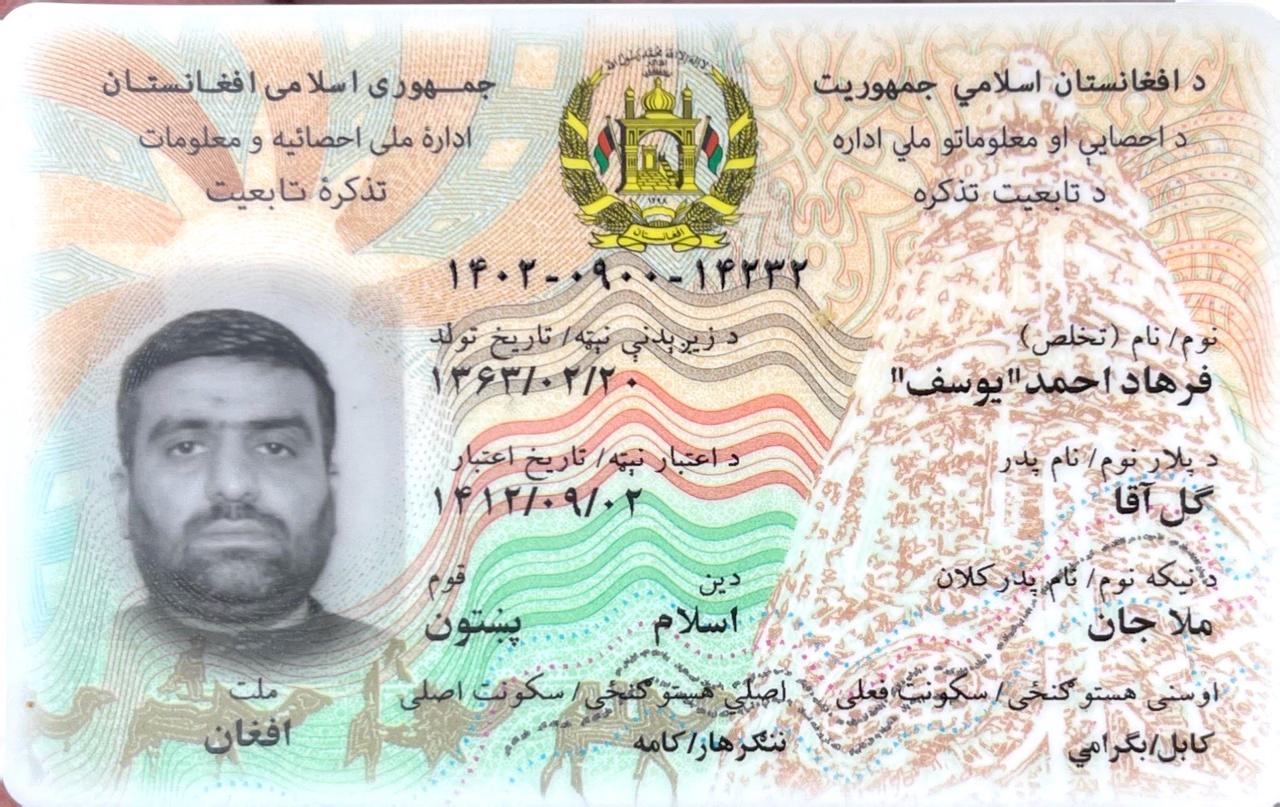 د افغانستان اسلامي جمهوریت
جمهوری اسلامی افغانستان
د احصایې او معلوماتو ملي اداره
ادارهٔ ملی احصائیه و معلومات
د تابعیت تذکره
تذکرهٔ تابعیت
۱۲۹۸
افغانستان
۱۴۰۲-۰۹۰۰-۱۴۲۳۲
نوم/ نام (تخلص)
فرهاد احمد"یوسف"
د زیږېدنې نېټه/ تاریخ تولد
۱۳۶۳/۰۲/۲۰
د پلار نوم/ نام پدر
گل آقا
د اعتبار نېټه/ تاریخ اعتبار
۱۴۱۲/۰۹/۰۲
د نیکه نوم/ نام پدرکلان
ملا جان
دین
اسلام
قوم
پښتون
اوسنی هستوګنځی/ سکونت فعلی
کابل/بگرامي
اصلي هستوګنځی/ سکونت اصلی
ننګرهار/کامه
ملت
افغان